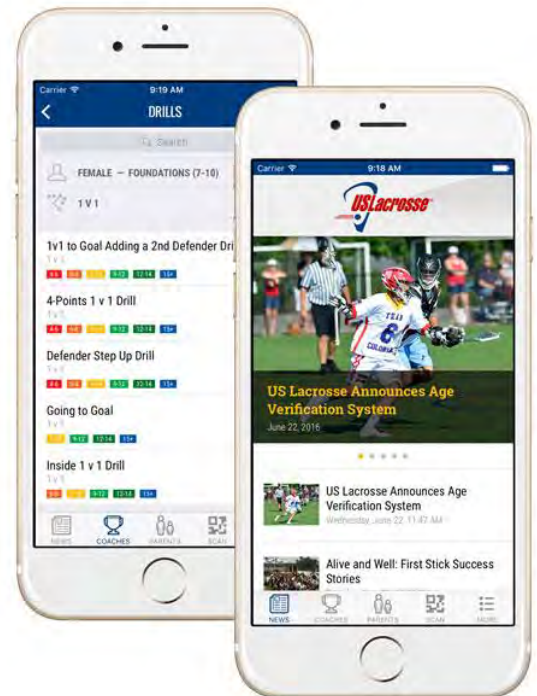 Carrier 9:19 AM
DRILLS
Search
FEMALE — FOUNDATIONS (7-10)
1 V 1
1v1 to Goal Adding a 2nd Defender Dri
1 v 1
9-12 12-14 15+
4-Points 1 v 1 Drill
1 v 1
9-12 12-14 15+
Defender Step Up Drill
1 v 1
9-12 12-14 15+
Going to Goal
1 v 1
9-12 12-14 15+
Inside 1 v 1 Drill
1 v 1
9-12 12-14 15+
NEWS COACHES PARENTS SCAN
Carrier 9:18 AM
USLacrosse
TEAM
6
COLORADO
US Lacrosse Announces Age
Verification System
June 22, 2016
US Lacrosse Announces Age
Verification System
Wednesday, June 22, 11:47 AM
Alive and Well: First Stick Success
Stories
NEWS COACHES PARENTS SCAN MORE